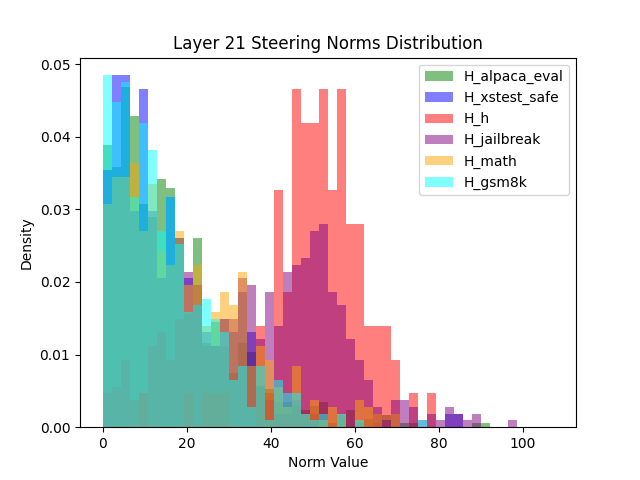 Layer 21 Steering Norms Distribution
0.05
0.04
0.03
0.02
0.01
0.00
Density
0
20
40
60
80
100
Norm Value
H_alpaca_eval
H_xstest_safe
H_h
H_jailbreak
H_math
H_gsm8k